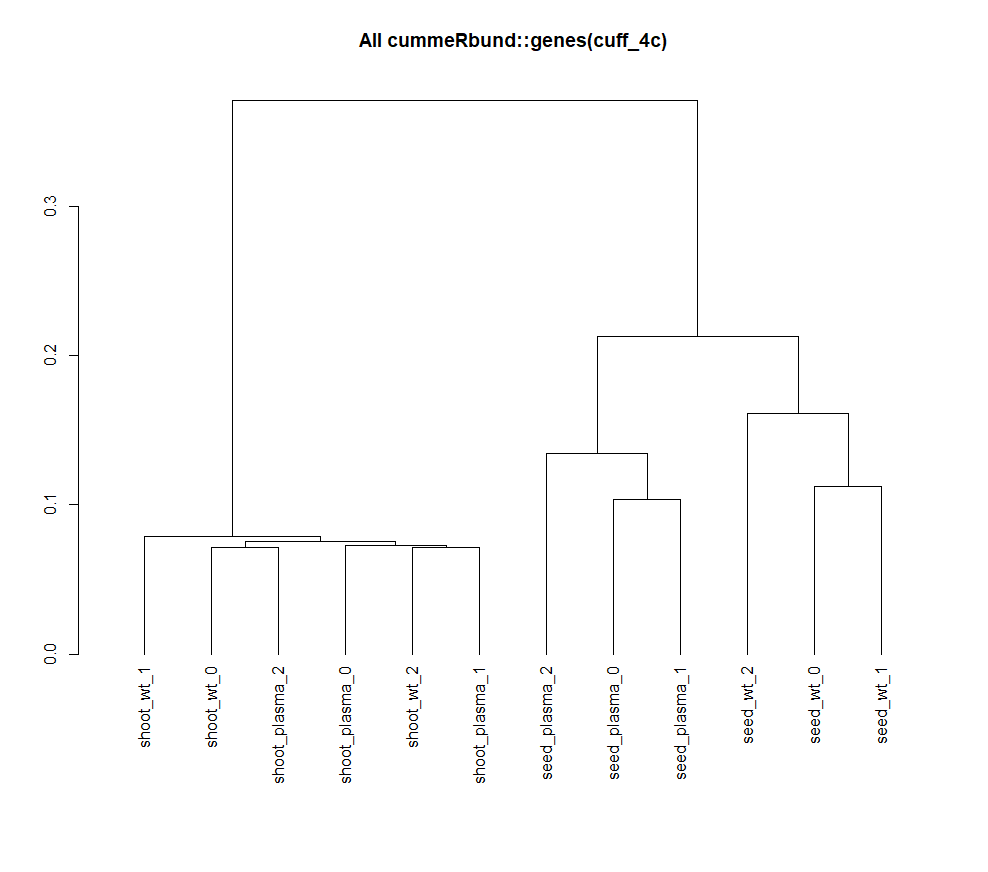 All cummeRbund::genes(cuff_4c)
0.3
0.2
0.1
0.0
shoot_wt_1
shoot_wt_0
shoot_plasma_2
shoot_plasma_0
shoot_wt_2
shoot_plasma_1
seed_plasma_2
seed_plasma_0
seed_plasma_1
seed_wt_2
seed_wt_0
seed_wt_1